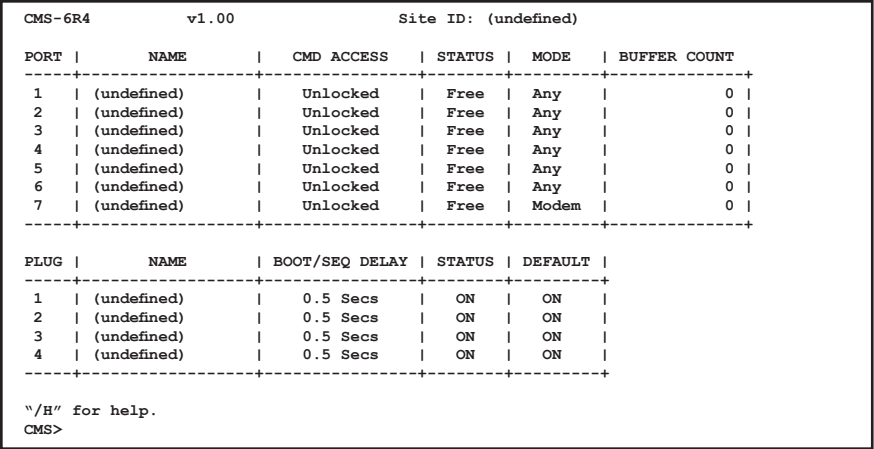 CMS-6R4          v1.00                  Site ID: (undefined)

PORT |       NAME        |   CMD ACCESS    | STATUS |  MODE   | BUFFER COUNT
-----+-------------------+-----------------+--------+---------+---------------+
 1   | (undefined)       |    Unlocked     |  Free  | Any     |             0 |
 2   | (undefined)       |    Unlocked     |  Free  | Any     |             0 |
 3   | (undefined)       |    Unlocked     |  Free  | Any     |             0 |
 4   | (undefined)       |    Unlocked     |  Free  | Any     |             0 |
 5   | (undefined)       |    Unlocked     |  Free  | Any     |             0 |
 6   | (undefined)       |    Unlocked     |  Free  | Any     |             0 |
 7   | (undefined)       |    Unlocked     |  Free  | Modem   |             0 |
-----+-------------------+-----------------+--------+---------+---------------+

PLUG |       NAME        | BOOT/SEQ DELAY  | STATUS | DEFAULT |
-----+-------------------+-----------------+--------+---------+
 1   | (undefined)       |    0.5 Secs     |   ON   |   ON    |
 2   | (undefined)       |    0.5 Secs     |   ON   |   ON    |
 3   | (undefined)       |    0.5 Secs     |   ON   |   ON    |
 4   | (undefined)       |    0.5 Secs     |   ON   |   ON    |
-----+-------------------+-----------------+--------+---------+

“/H” for help.
CMS>